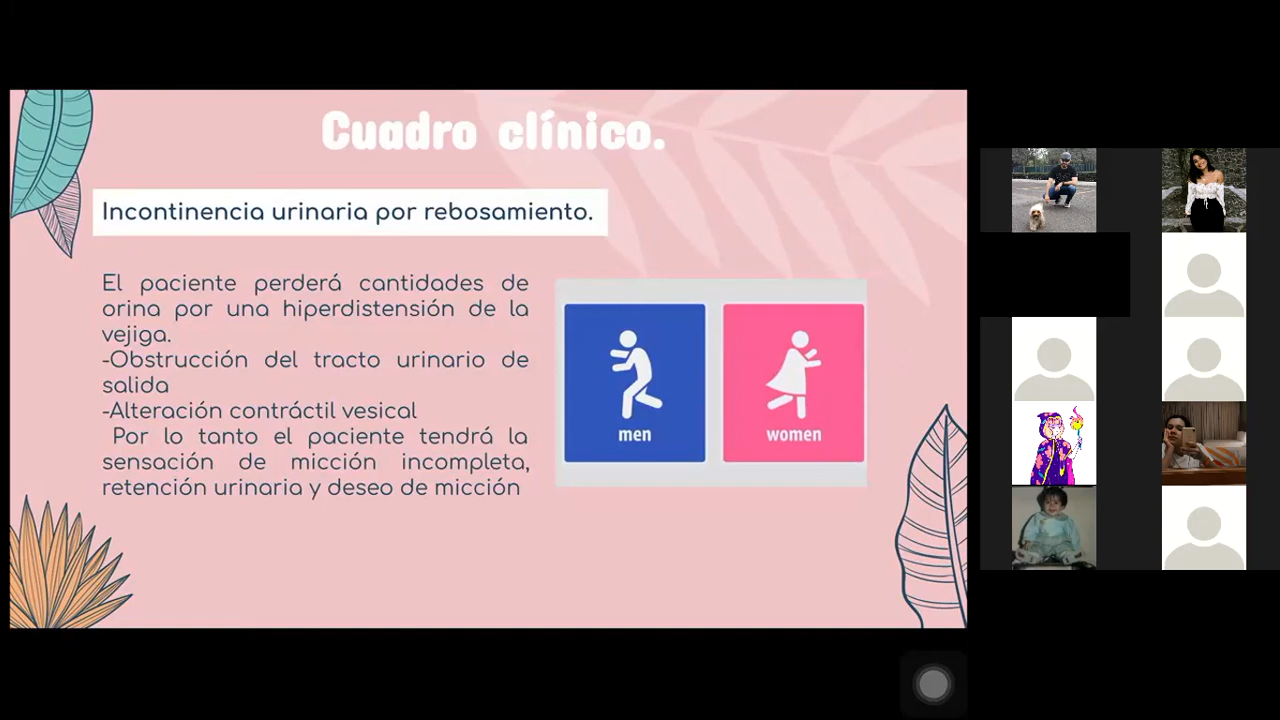 Cuadro clínico.
Incontinencia urinaria por rebosamiento.
El paciente perderá cantidades de
orina por una hiperdistensión de la
vejiga.
-Obstrucción del tracto urinario de
salida
-Alteración contráctil vesical
Por lo tanto el paciente tendrá la
sensación de micción incompleta,
retención urinaria y deseo de micción
men
women